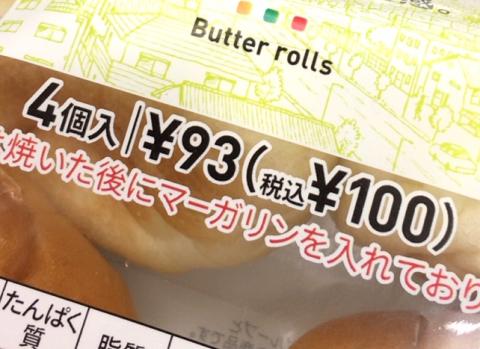 Butter rolls
4個入 ¥93(税込¥100)
焼いた後にマーガリンを入れており
たんぱく
質
脂質